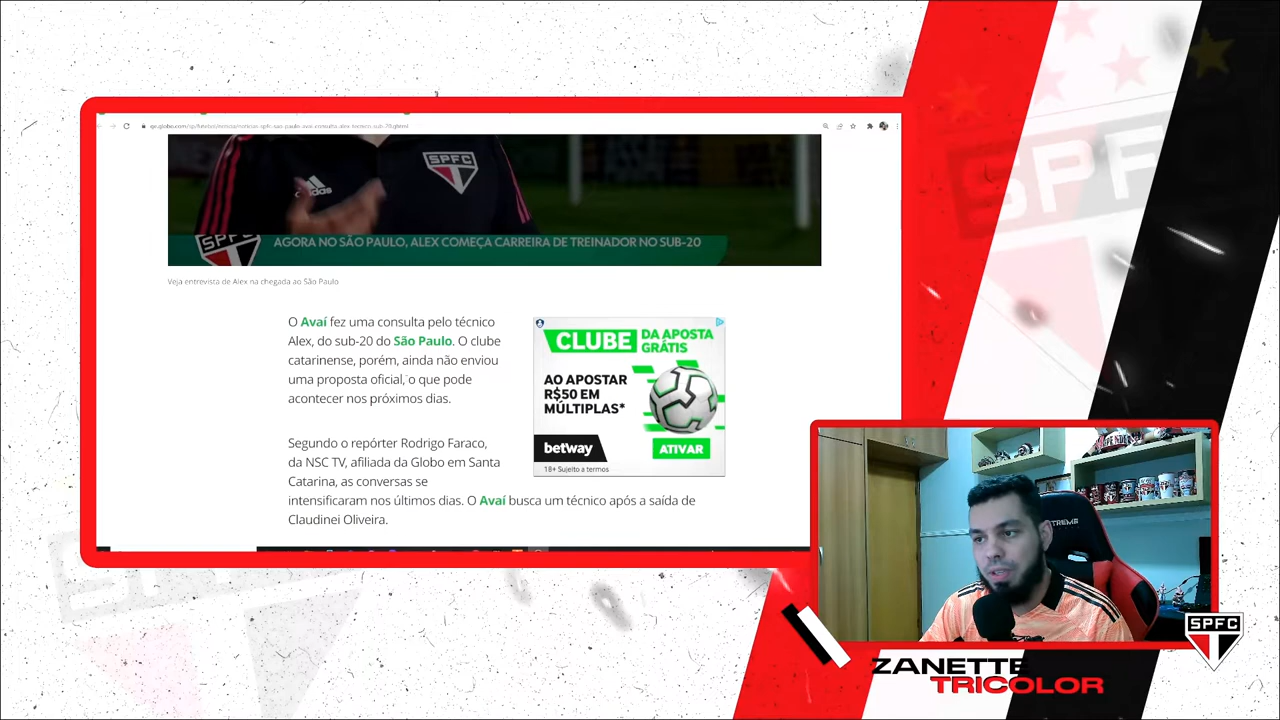 SPFC
adidas
SPFC
AGORA NO SÃO PAULO, ALEX COMEÇA CARREIRA DE TREINADOR NO SUB-20
Veja entrevista de Alex na chegada ao São Paulo
O Avaí fez uma consulta pelo técnico
Alex, do sub-20 do São Paulo. O clube
catarinense, porém, ainda não enviou
uma proposta oficial, o que pode
acontecer nos próximos dias.
Segundo o repórter Rodrigo Faraco,
da NSC TV, afiliada da Globo em Santa
Catarina, as conversas se
intensificaram nos últimos dias. O Avaí busca um técnico após a saída de
Claudinei Oliveira.
CLUBE DA APOSTA GRÁTIS
AO APOSTAR
R$50 EM
MÚLTIPLAS*
betway
ATIVAR
18+ Sujeito a termos
SPF
XTREME
SPFC
ZANETTE
TRICOLOR